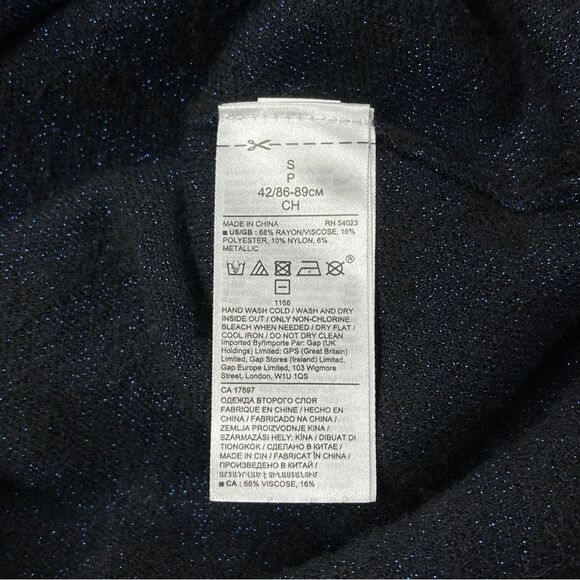 S
P
42/86-89см
CH
MADE IN CHINA RN 54023
■ US/GB : 68% RAYON/VISCOSE, 16%
POLYESTER, 10% NYLON, 6%
METALLIC
®
1166
HAND WASH COLD / WASH AND DRY
INSIDE OUT / ONLY NON-CHLORINE
BLEACH WHEN NEEDED / DRY FLAT /
COOL IRON / DO NOT DRY CLEAN
Imported By/Importe Par: Gap (UK
Holdings) Limited; GPS (Great Britain)
Limited, Gap Stores (Ireland) Limited,
Gap Europe Limited, 103 Wigmore
Street, London, W1U 1QS
CA 17897
ОДЕЖДА ВТОРОГО СЛОЯ
FABRIQUE EN CHINE / HECHO EN
CHINA / FABRICADO NA CHINA /
ZEMLJA PROIZVODNJE KINA /
SZÁRMAZÁSI HELY: KÍNA / DIBUAT DI
TIONGKOK / СДЕЛАНО В КИТАЕ /
MADE IN CIN / FABRICAT ÎN CHINA /
ПРОИЗВЕДЕНО В КИТАЙ /
ԱՐՏԱԴՐՎԱԾ Է ՉԻՆԱՍՏԱՆՈՒՄ
■ CA : 68% VISCOSE, 16%